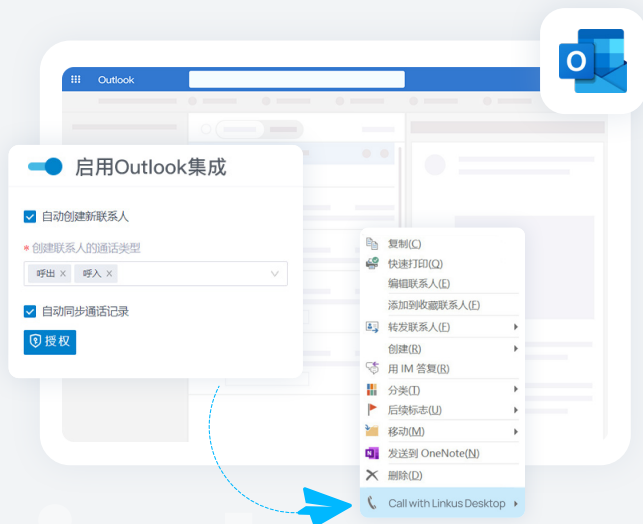 Outlook
O
启用Outlook集成
自动创建新联系人
* 创建联系人的通话类型
呼出 × 呼入 ×
自动同步通话记录
授权
复制(C)
快速打印(Q)
编辑联系人(E)
添加到收藏联系人(F)
转发联系人(F)
创建(R)
用 IM 答复(R)
分类(T)
后续标志(U)
移动(M)
N
发送到 OneNote(N)
删除(D)
Call with Linkus Desktop